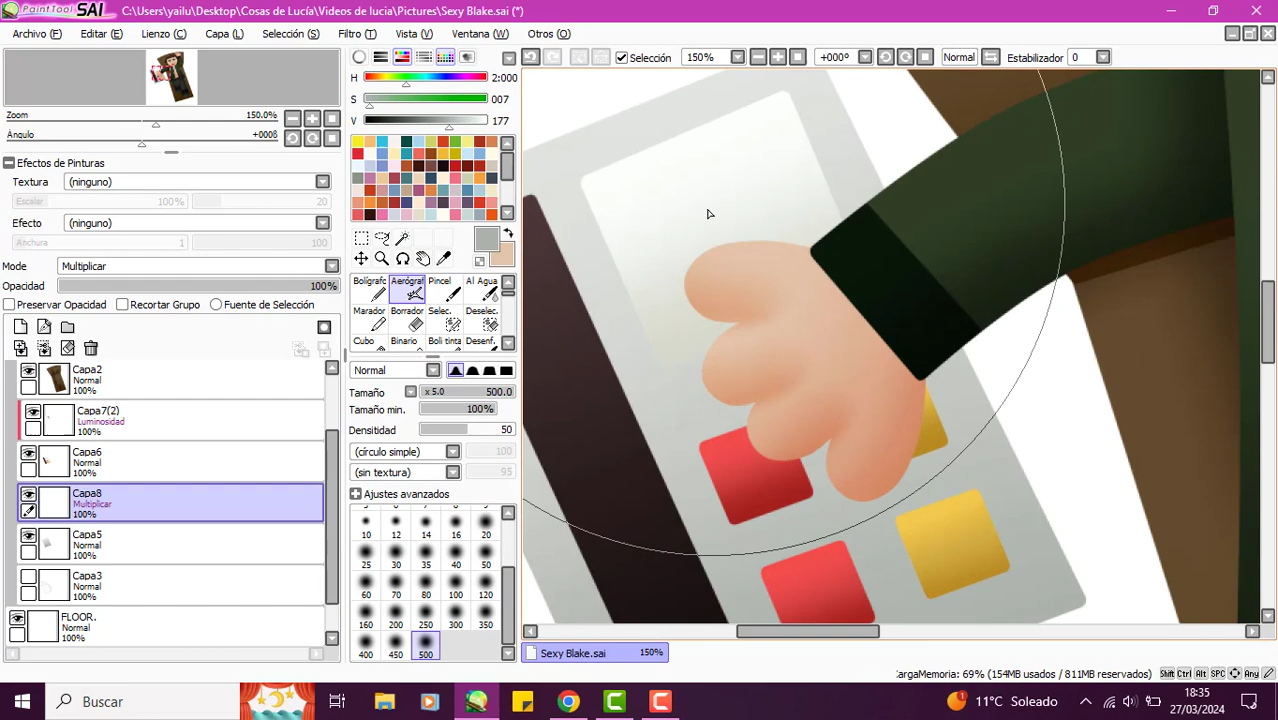 PaintTool SAI C:\Users\yailu\Desktop\Cosas de Lucía\Videos de lucia\Pictures\Sexy Blake.sai (*)
Archivo (F) Editar (E) Lienzo (C) Capa (L) Selección (S) Filtro (T) Vista (V) Ventana (W) Otros (O)
Selección 150% +000º Normal Estabilizador 0
Zoom 150.0%
Ángulo +000ß
Efectos de Pinturas
Textura (ninguno)
Escalar 100% 20
Efecto (ninguno)
Anchura 1 100
Modo Multiplicar
Opacidad 100%
Preservar Opacidad Recortar Grupo Fuente de Selección
Capa2
Normal
100%
Capa7(2)
Luminosidad
100%
Capa6
Normal
100%
Capa8
Multiplicar
100%
Capa5
Normal
100%
Capa3
Normal
100%
FLOOR.
Normal
100%
H 2:000
S 007
V 177
Bolígrafo Aerógraf Pincel Al Agua
Marador Borrador Selec. Deselec.
Cubo Binario Boli tinta Desenf.
Normal
Tamaño x 5.0 500.0
Tamaño min. 100%
Densitidad 50
(círculo simple) 100
(sin textura) 95
Ajustes avanzados
10 12 14 16 20
25 30 35 40 50
60 70 80 100 120
160 200 250 300 350
400 450 500
Sexy Blake.sai 150%
CargaMemoria: 69% (154MB usados / 811MB reservados) Shift Ctrl Alt SPC Any
Buscar
11°C Soleado
18:35
27/03/2024